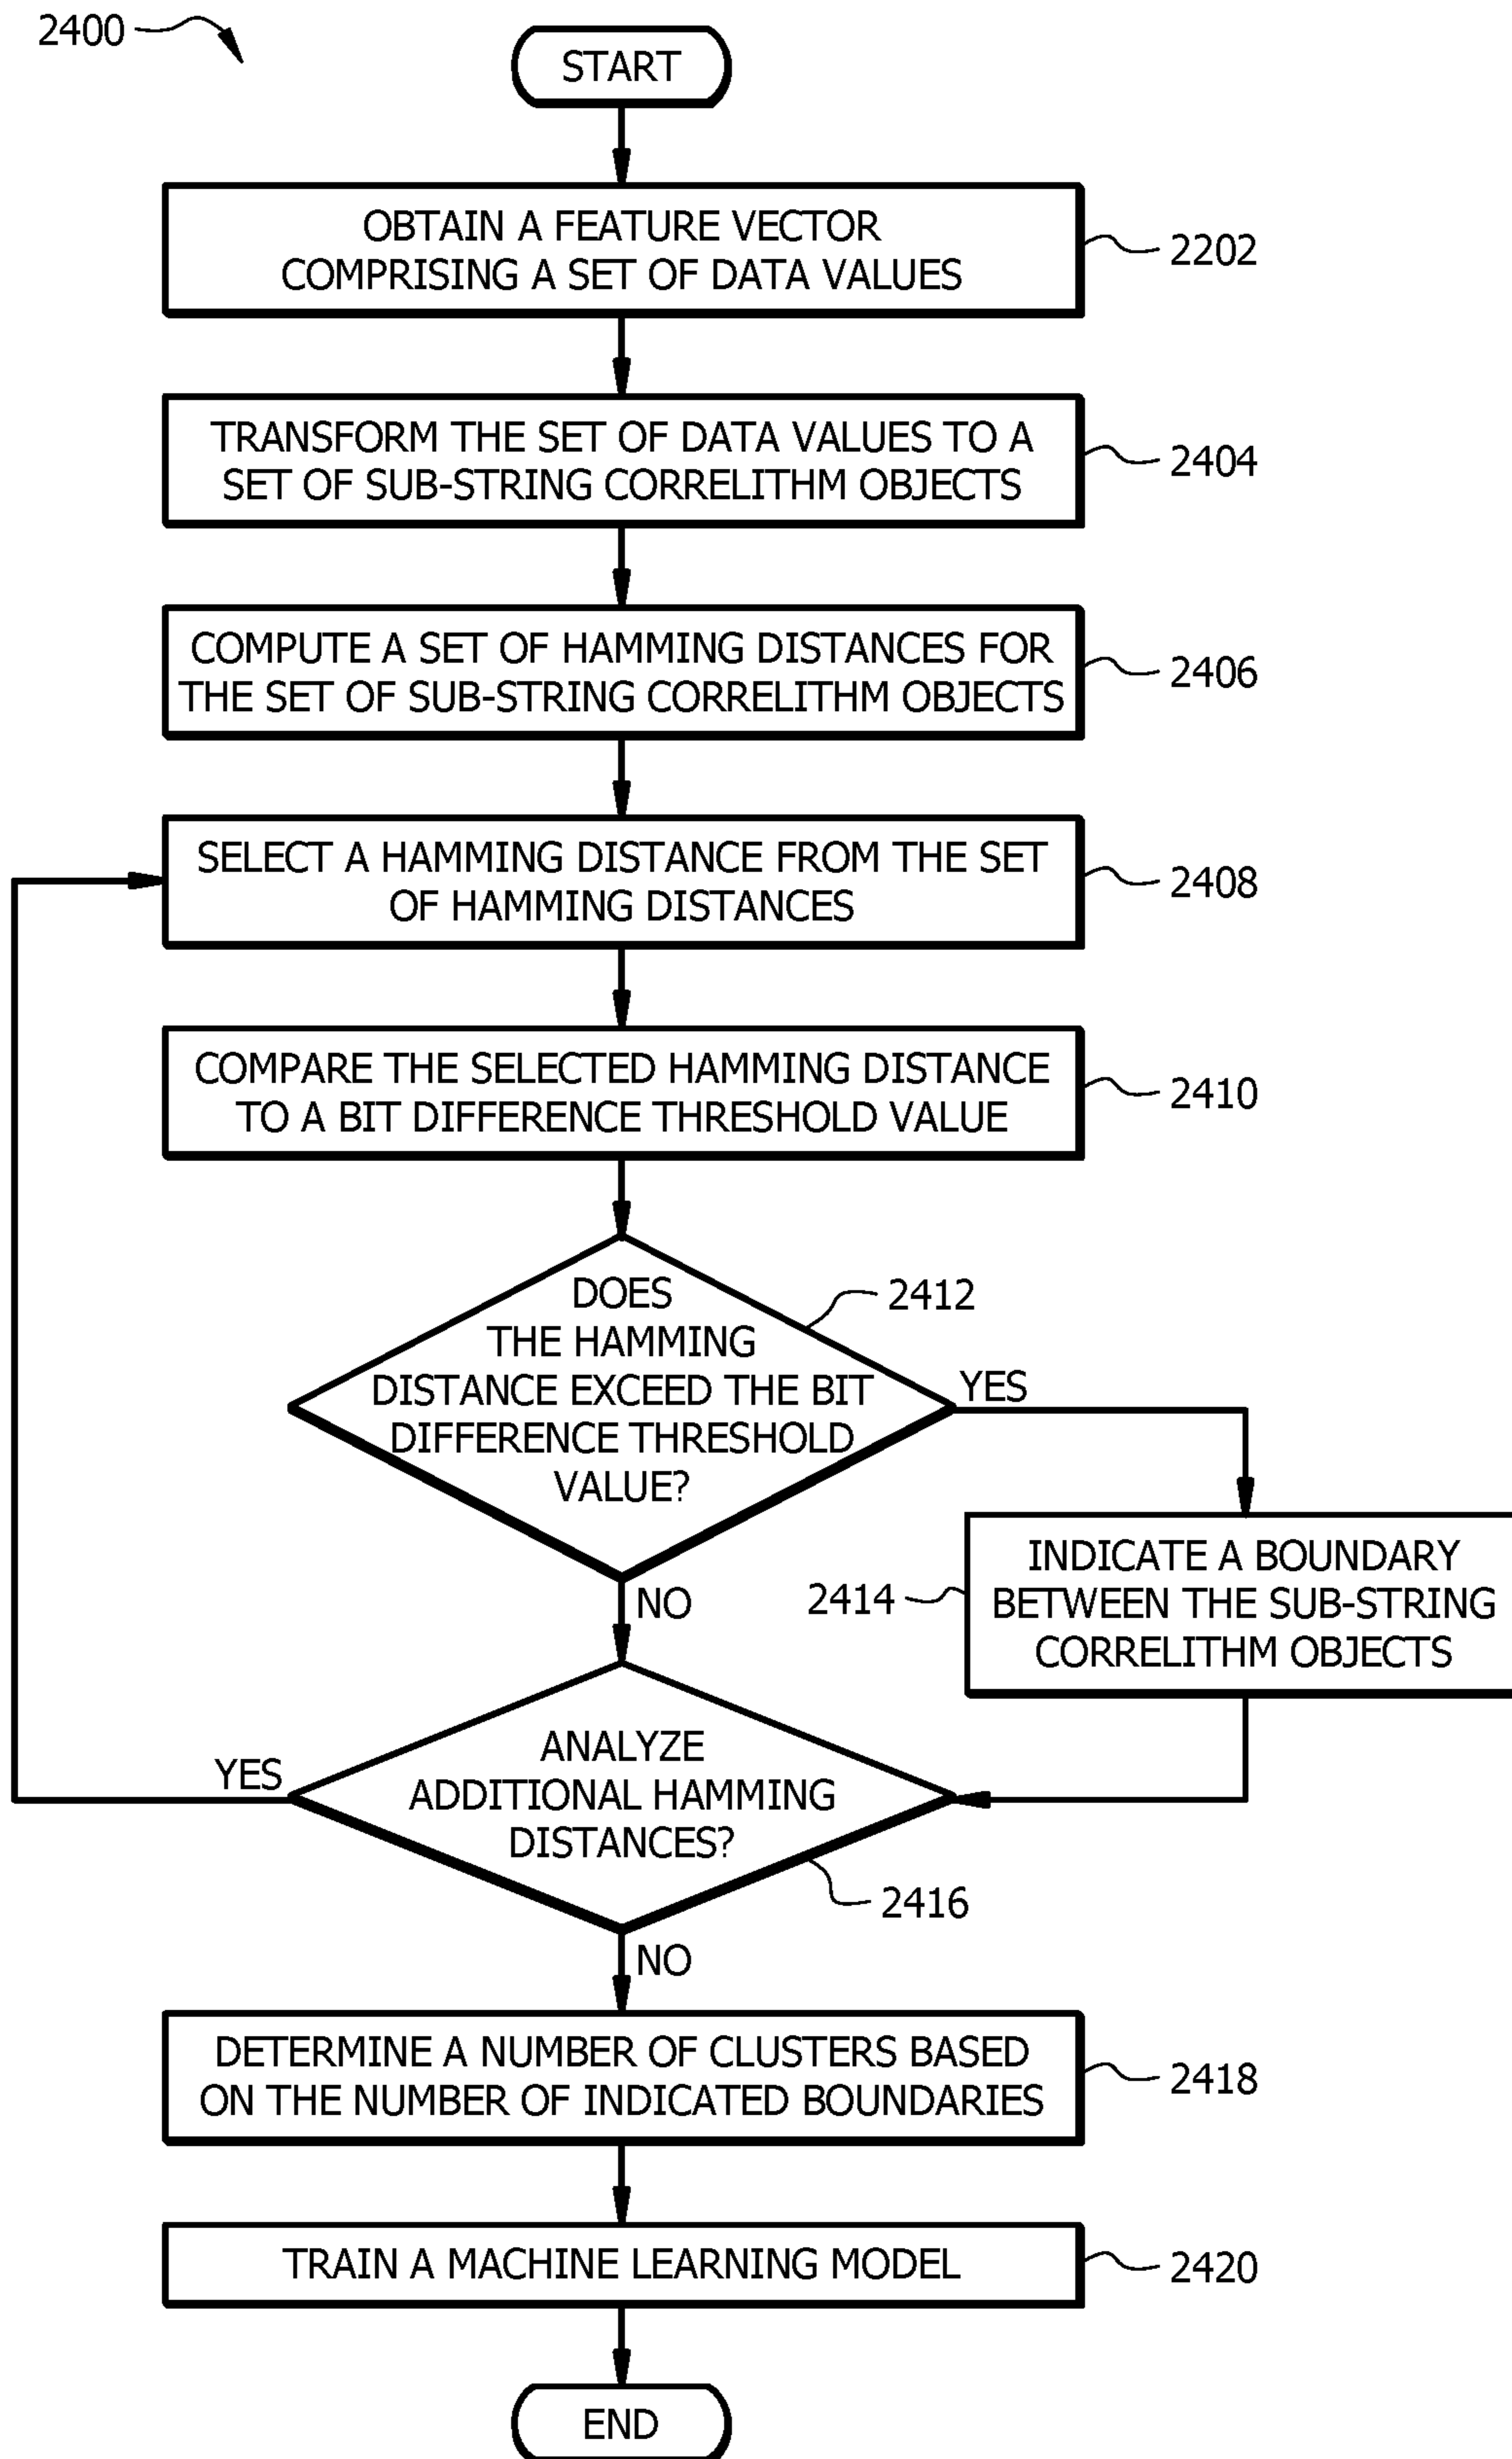 2400
START
OBTAIN A FEATURE VECTOR
COMPRISING A SET OF DATA VALUES
2202
TRANSFORM THE SET OF DATA VALUES TO A
SET OF SUB-STRING CORRELITHM OBJECTS
2404
COMPUTE A SET OF HAMMING DISTANCES FOR
THE SET OF SUB-STRING CORRELITHM OBJECTS
2406
SELECT A HAMMING DISTANCE FROM THE SET
OF HAMMING DISTANCES
2408
COMPARE THE SELECTED HAMMING DISTANCE
TO A BIT DIFFERENCE THRESHOLD VALUE
2410
DOES
THE HAMMING
DISTANCE EXCEED THE BIT
DIFFERENCE THRESHOLD
VALUE?
2412
YES
NO
INDICATE A BOUNDARY
BETWEEN THE SUB-STRING
CORRELITHM OBJECTS
2414
ANALYZE
ADDITIONAL HAMMING
DISTANCES?
YES
2416
NO
DETERMINE A NUMBER OF CLUSTERS BASED
ON THE NUMBER OF INDICATED BOUNDARIES
2418
TRAIN A MACHINE LEARNING MODEL
2420
END